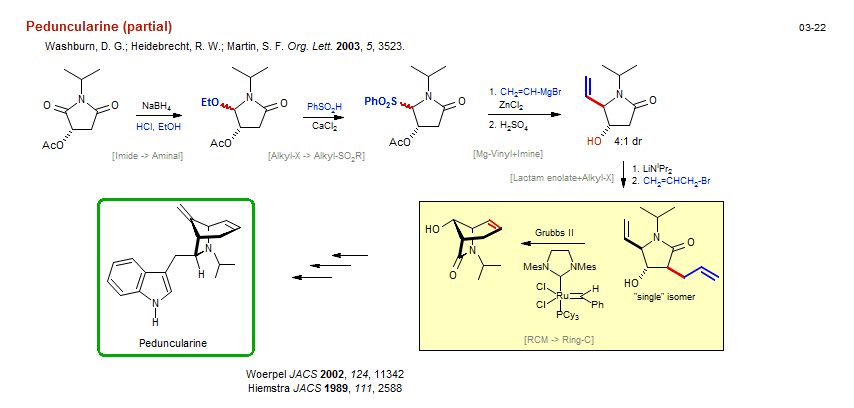 Peduncularine (partial)
03-22
Washburn, D. G.; Heidebrecht, R. W.; Martin, S. F. Org. Lett. 2003, 5, 3523.
O
N
O
AcO
NaBH4
HCl, EtOH
[Imide -> Aminal]
EtO
N
O
AcO
PhSO2H
CaCl2
[Alkyl-X -> Alkyl-SO2R]
PhO2S
N
O
AcO
1. CH2=CH-MgBr
ZnCl2
2. H2SO4
[Mg-Vinyl+Imine]
N
O
HO
4:1 dr
[Lactam enolate+Alkyl-X]
1. LiNiPr2
2. CH2=CHCH2-Br
N
O
HO
"single" isomer
Grubbs II
MesN
NMes
Cl
Cl
Ru
H
Ph
PCy3
[RCM -> Ring-C]
HO
N
O
N
H
N
H
Peduncularine
Woerpel JACS 2002, 124, 11342
Hiemstra JACS 1989, 111, 2588